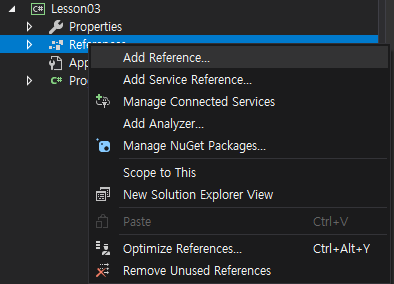 C# Lesson03
Properties
References
Add Reference...
Add Service Reference...
App
Manage Connected Services
C# Pro
Add Analyzer...
Manage NuGet Packages...
Scope to This
New Solution Explorer View
Paste Ctrl+V
Optimize References... Ctrl+Alt+Y
Remove Unused References